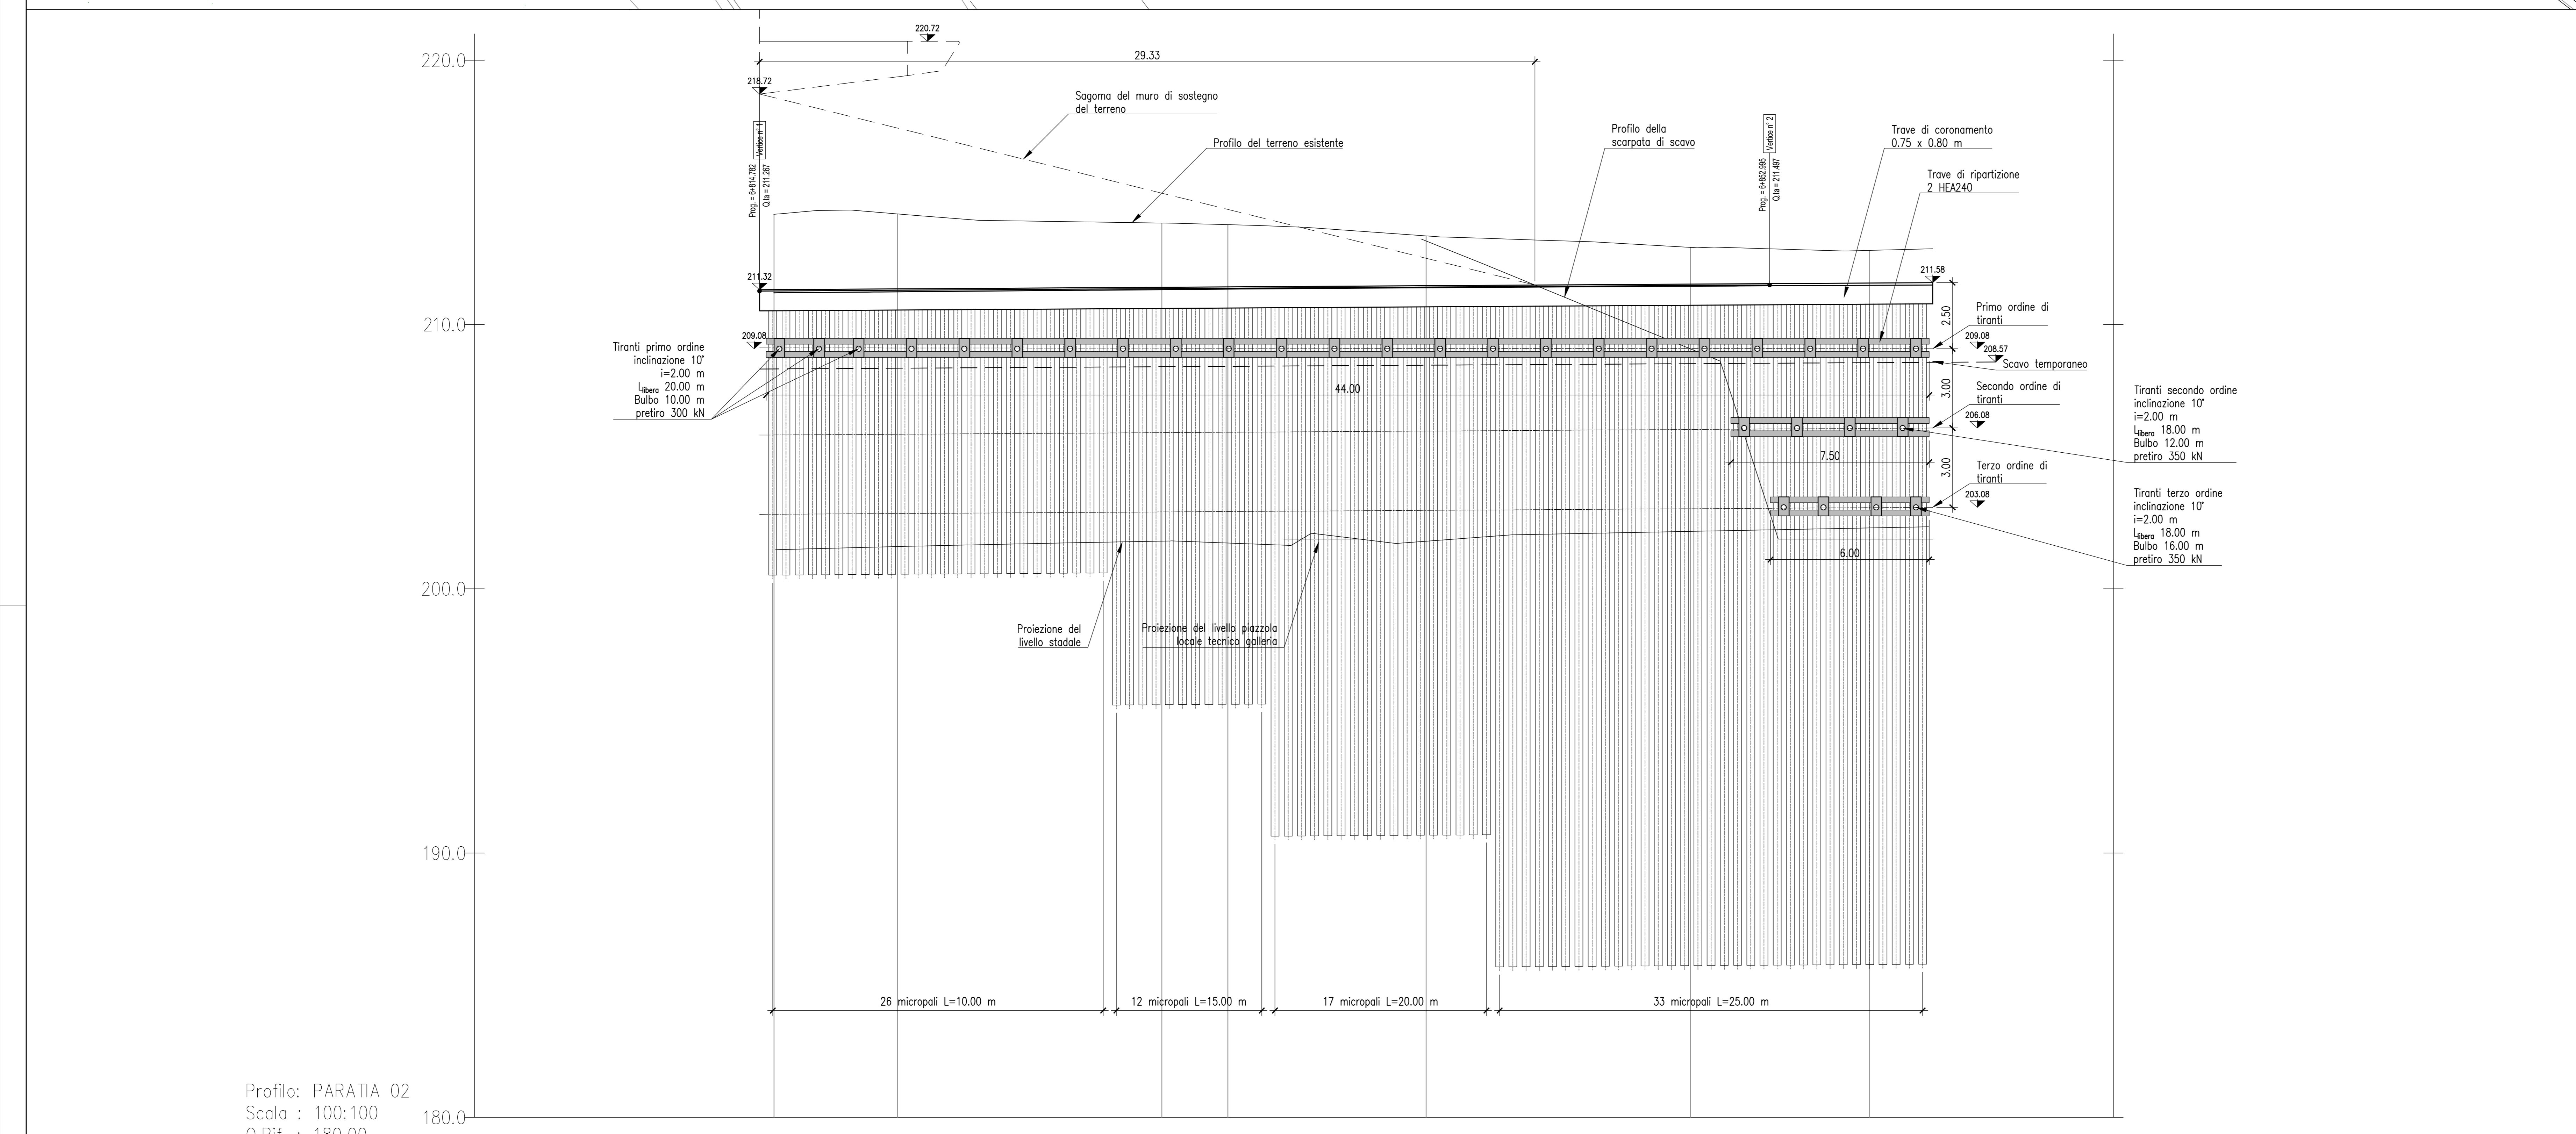 220.72
29.33
220.0
218.72
Sagoma del muro di sostegno
del terreno
Profilo del terreno esistente
Profilo della
scarpata di scavo
Trave di coronamento
0.75 x 0.80 m
Trave di ripartizione
2 HEA240
Vertice n° 1
Prog. = 6+814.782
Q.ta = 211.267
Vertice n° 2
Prog. = 6+852.995
Q.ta = 211.497
211.32
211.58
210.0
2.50
Primo ordine di
tiranti
209.08
209.08
208.57
Scavo temporaneo
Tiranti primo ordine
inclinazione 10°
i=2.00 m
Llibera 20.00 m
Bulbo 10.00 m
pretiro 300 kN
44.00
3.00
Secondo ordine di
tiranti
206.08
Tiranti secondo ordine
inclinazione 10°
i=2.00 m
Llibera 18.00 m
Bulbo 12.00 m
pretiro 350 kN
7.50
3.00
Terzo ordine di
tiranti
203.08
Tiranti terzo ordine
inclinazione 10°
i=2.00 m
Llibera 18.00 m
Bulbo 16.00 m
pretiro 350 kN
6.00
200.0
Proiezione del
livello stadale
Proiezione del livello piazzola
locale tecnico galleria
190.0
26 micropali L=10.00 m
12 micropali L=15.00 m
17 micropali L=20.00 m
33 micropali L=25.00 m
Profilo: PARATIA 02
Scala : 100:100
Q.Rif. : 180.00
180.0